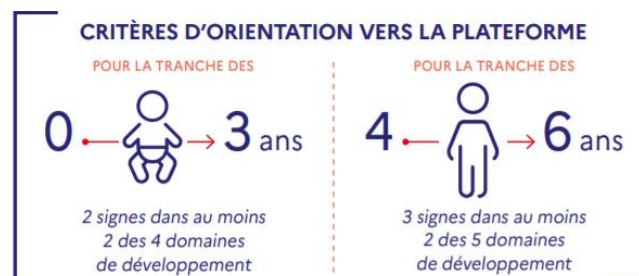 CRITÈRES D'ORIENTATION VERS LA PLATEFORME
POUR LA TRANCHE DES
0 3 ans
2 signes dans au moins
2 des 4 domaines
de développement
POUR LA TRANCHE DES
4 6 ans
3 signes dans au moins
2 des 5 domaines
de développement